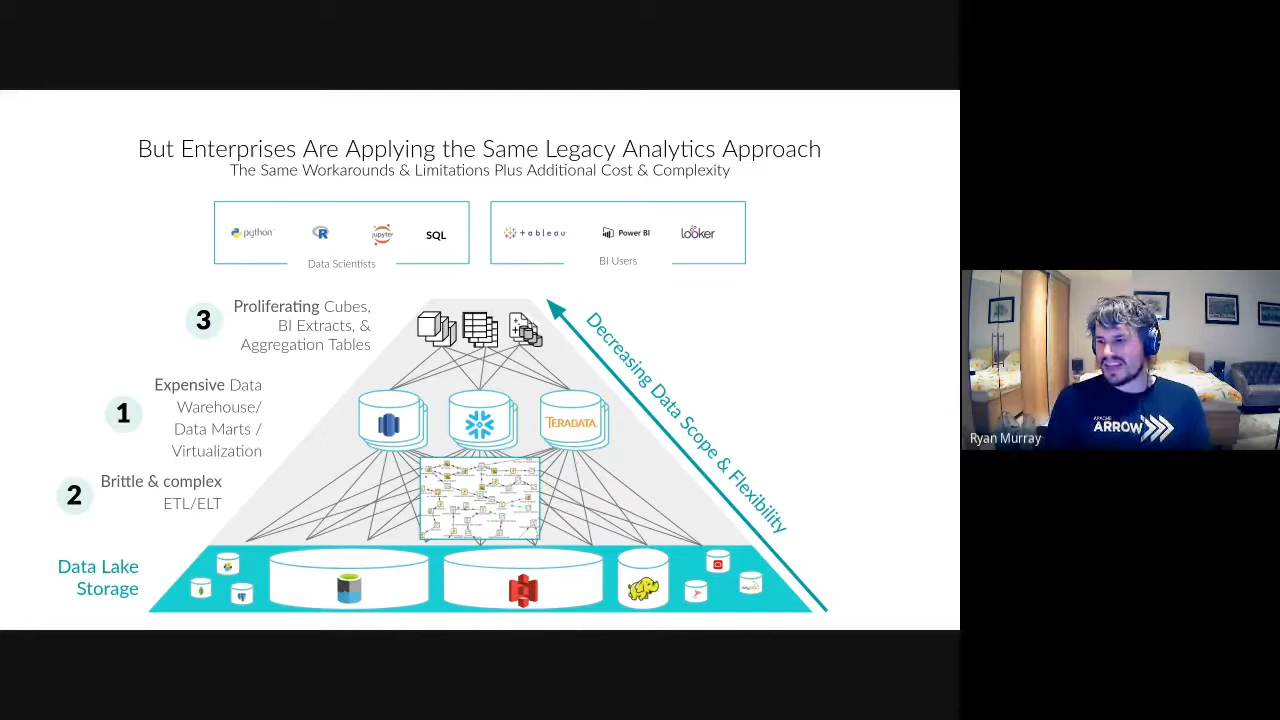 But Enterprises Are Applying the Same Legacy Analytics Approach
The Same Workarounds & Limitations Plus Additional Cost & Complexity
python
R
jupyter
SQL
Data Scientists
tableau
Power BI
looker
BI Users
3
Proliferating Cubes,
BI Extracts, &
Aggregation Tables
1
Expensive Data
Warehouse/
Data Marts /
Virtualization
2
Brittle & complex
ETL/ELT
TERADATA
Decreasing Data Scope & Flexibility
Data Lake
Storage
APACHE
ARROW
Ryan Murray